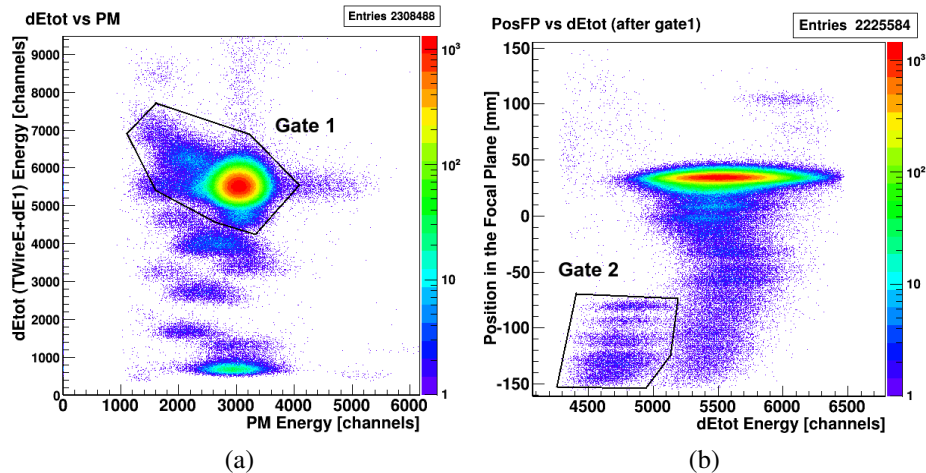 dEtot vs PM
Entries 2308488
dEtot (TWireE+dE1) Energy [channels]
9000
8000
7000
6000
5000
4000
3000
2000
1000
0
Gate 1
10³
10²
10
1
0 1000 2000 3000 4000 5000 6000
PM Energy [channels]
(a)
PosFP vs dEtot (after gate1)
Entries 2225584
Position in the Focal Plane [mm]
150
100
50
0
-50
-100
-150
Gate 2
10³
10²
10
1
4500 5000 5500 6000 6500
dEtot Energy [channels]
(b)